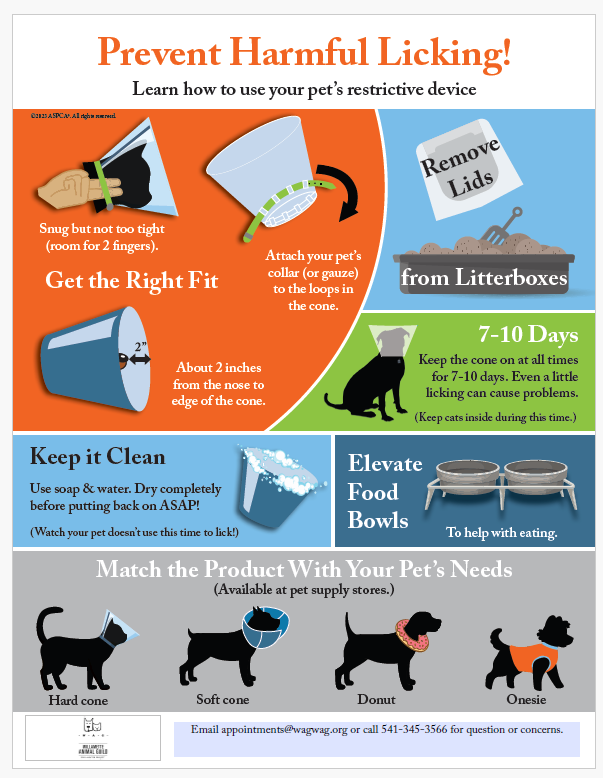 Prevent Harmful Licking!
Learn how to use your pet's restrictive device
©2023 ASPCA®. All rights reserved.
Snug but not too tight
(room for 2 fingers).
Attach your pet's
collar (or gauze)
to the loops in
the cone.
Get the Right Fit
2"
About 2 inches
from the nose to
edge of the cone.
Remove
Lids
from Litterboxes
7-10 Days
Keep the cone on at all times
for 7-10 days. Even a little
licking can cause problems.
(Keep cats inside during this time.)
Keep it Clean
Use soap & water. Dry completely
before putting back on ASAP!
(Watch your pet doesn't use this time to lick!)
Elevate
Food
Bowls
To help with eating.
Match the Product With Your Pet's Needs
(Available at pet supply stores.)
Hard cone
Soft cone
Donut
Onesie
WAG
WILLAMETTE
ANIMAL GUILD
Email appointments@wagwag.org or call 541-345-3566 for question or concerns.